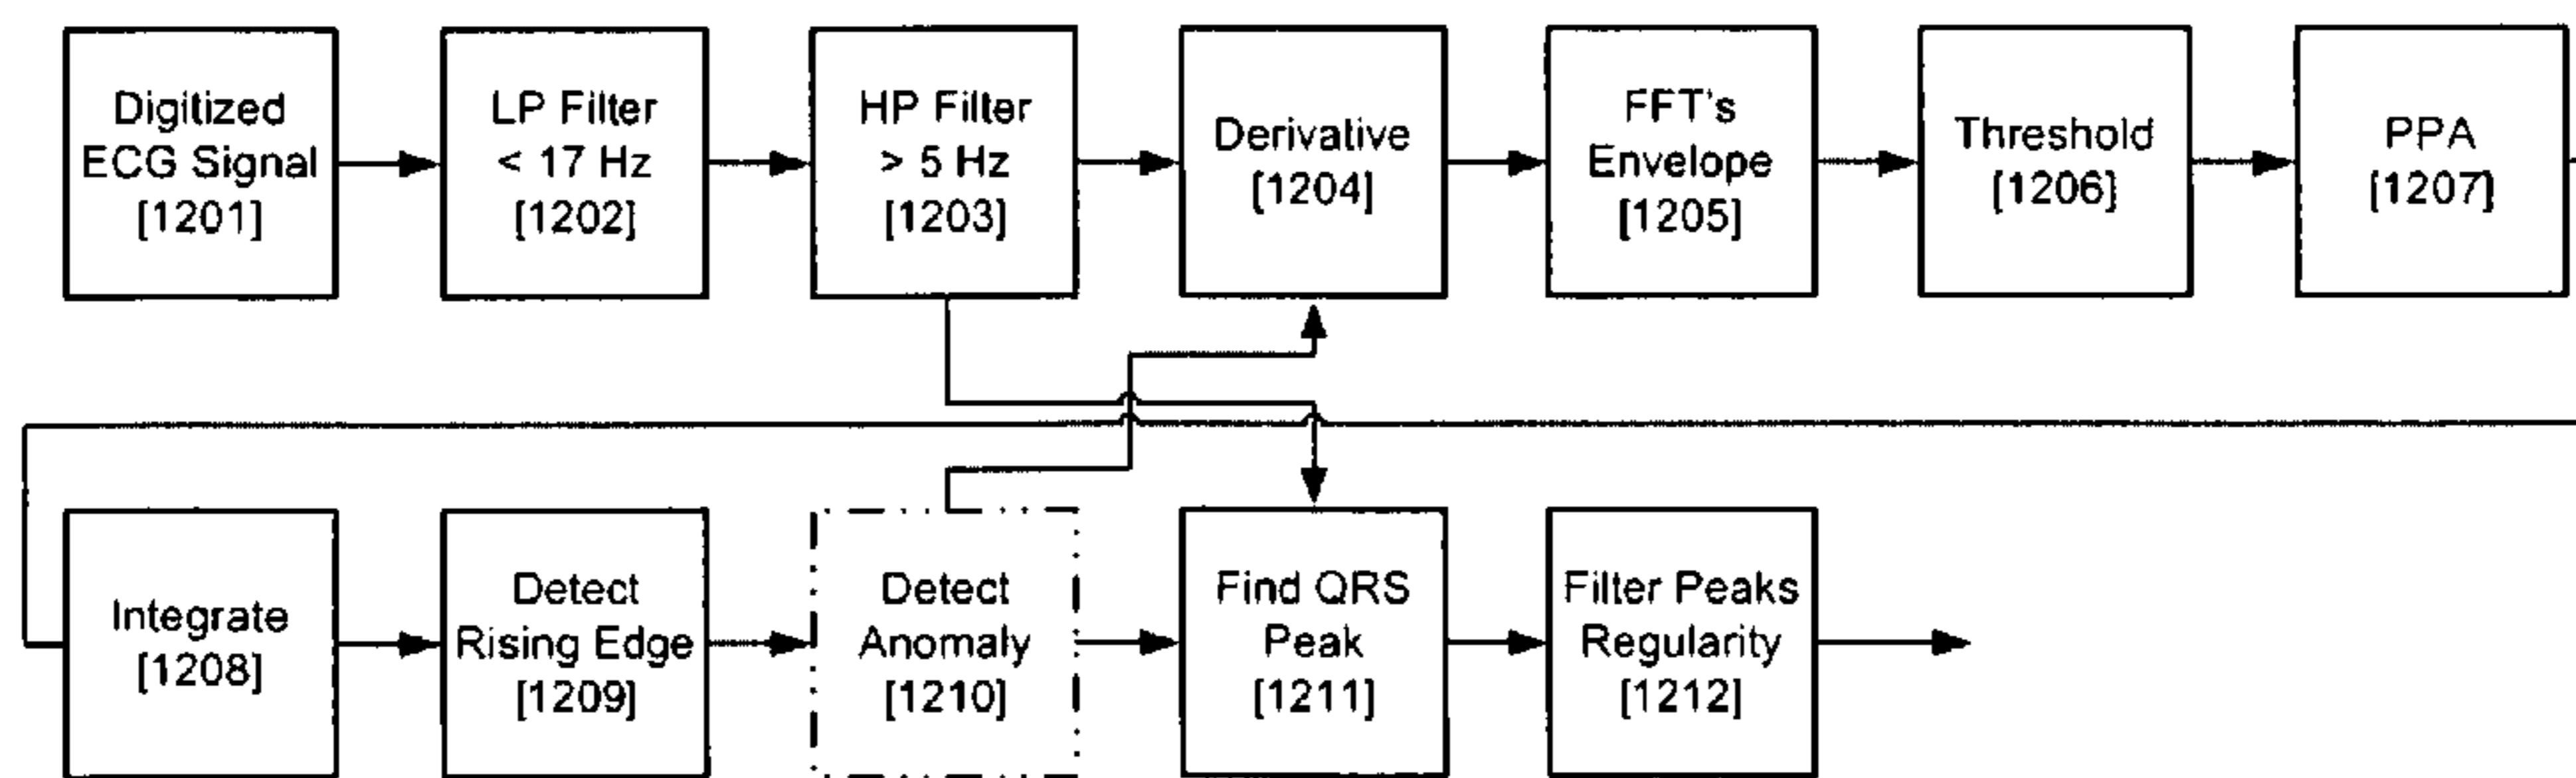 Digitized
ECG Signal
[1201]
LP Filter
< 17 Hz
[1202]
HP Filter
> 5 Hz
[1203]
Derivative
[1204]
FFT's
Envelope
[1205]
Threshold
[1206]
PPA
[1207]
Integrate
[1208]
Detect
Rising Edge
[1209]
Detect
Anomaly
[1210]
Find QRS
Peak
[1211]
Filter Peaks
Regularity
[1212]